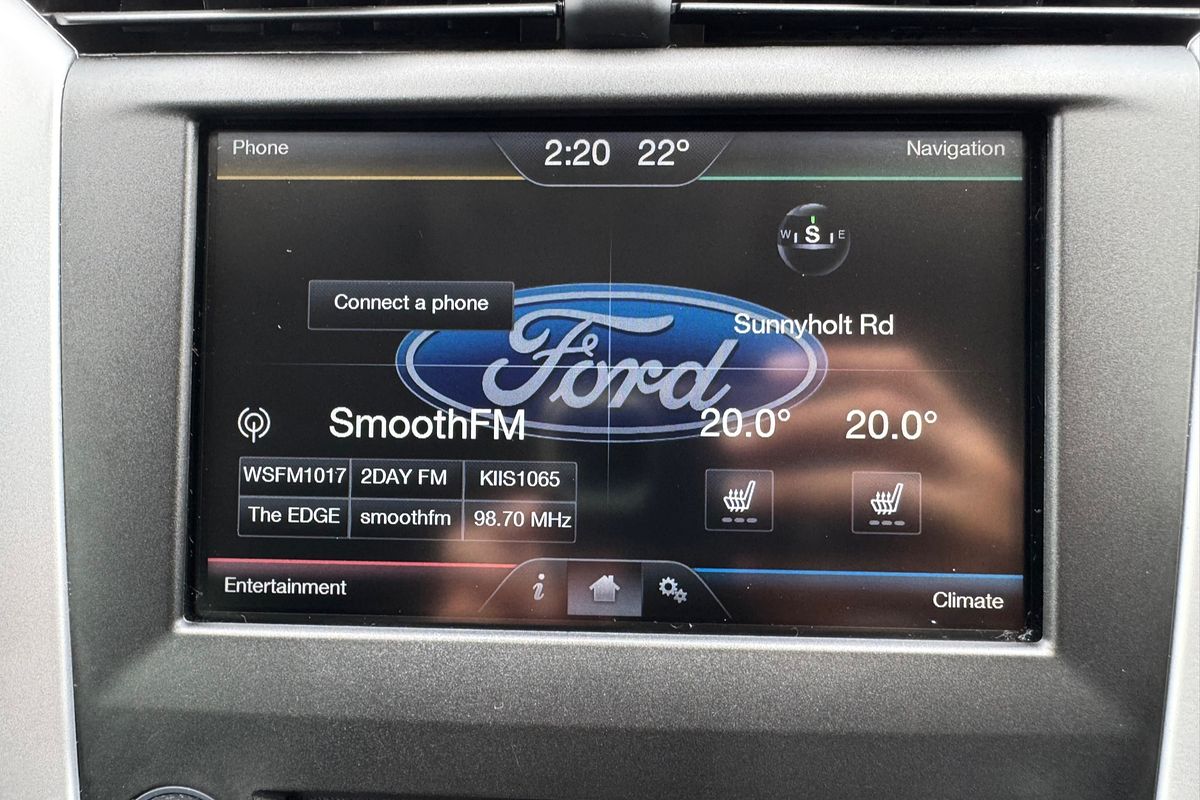 Phone
2:20 22°
Navigation
W S E
Connect a phone
Sunnyholt Rd
Ford
SmoothFM
20.0° 20.0°
WSFM1017 2DAY FM KIIS1065
The EDGE smoothfm 98.70 MHz
Entertainment
i
Climate